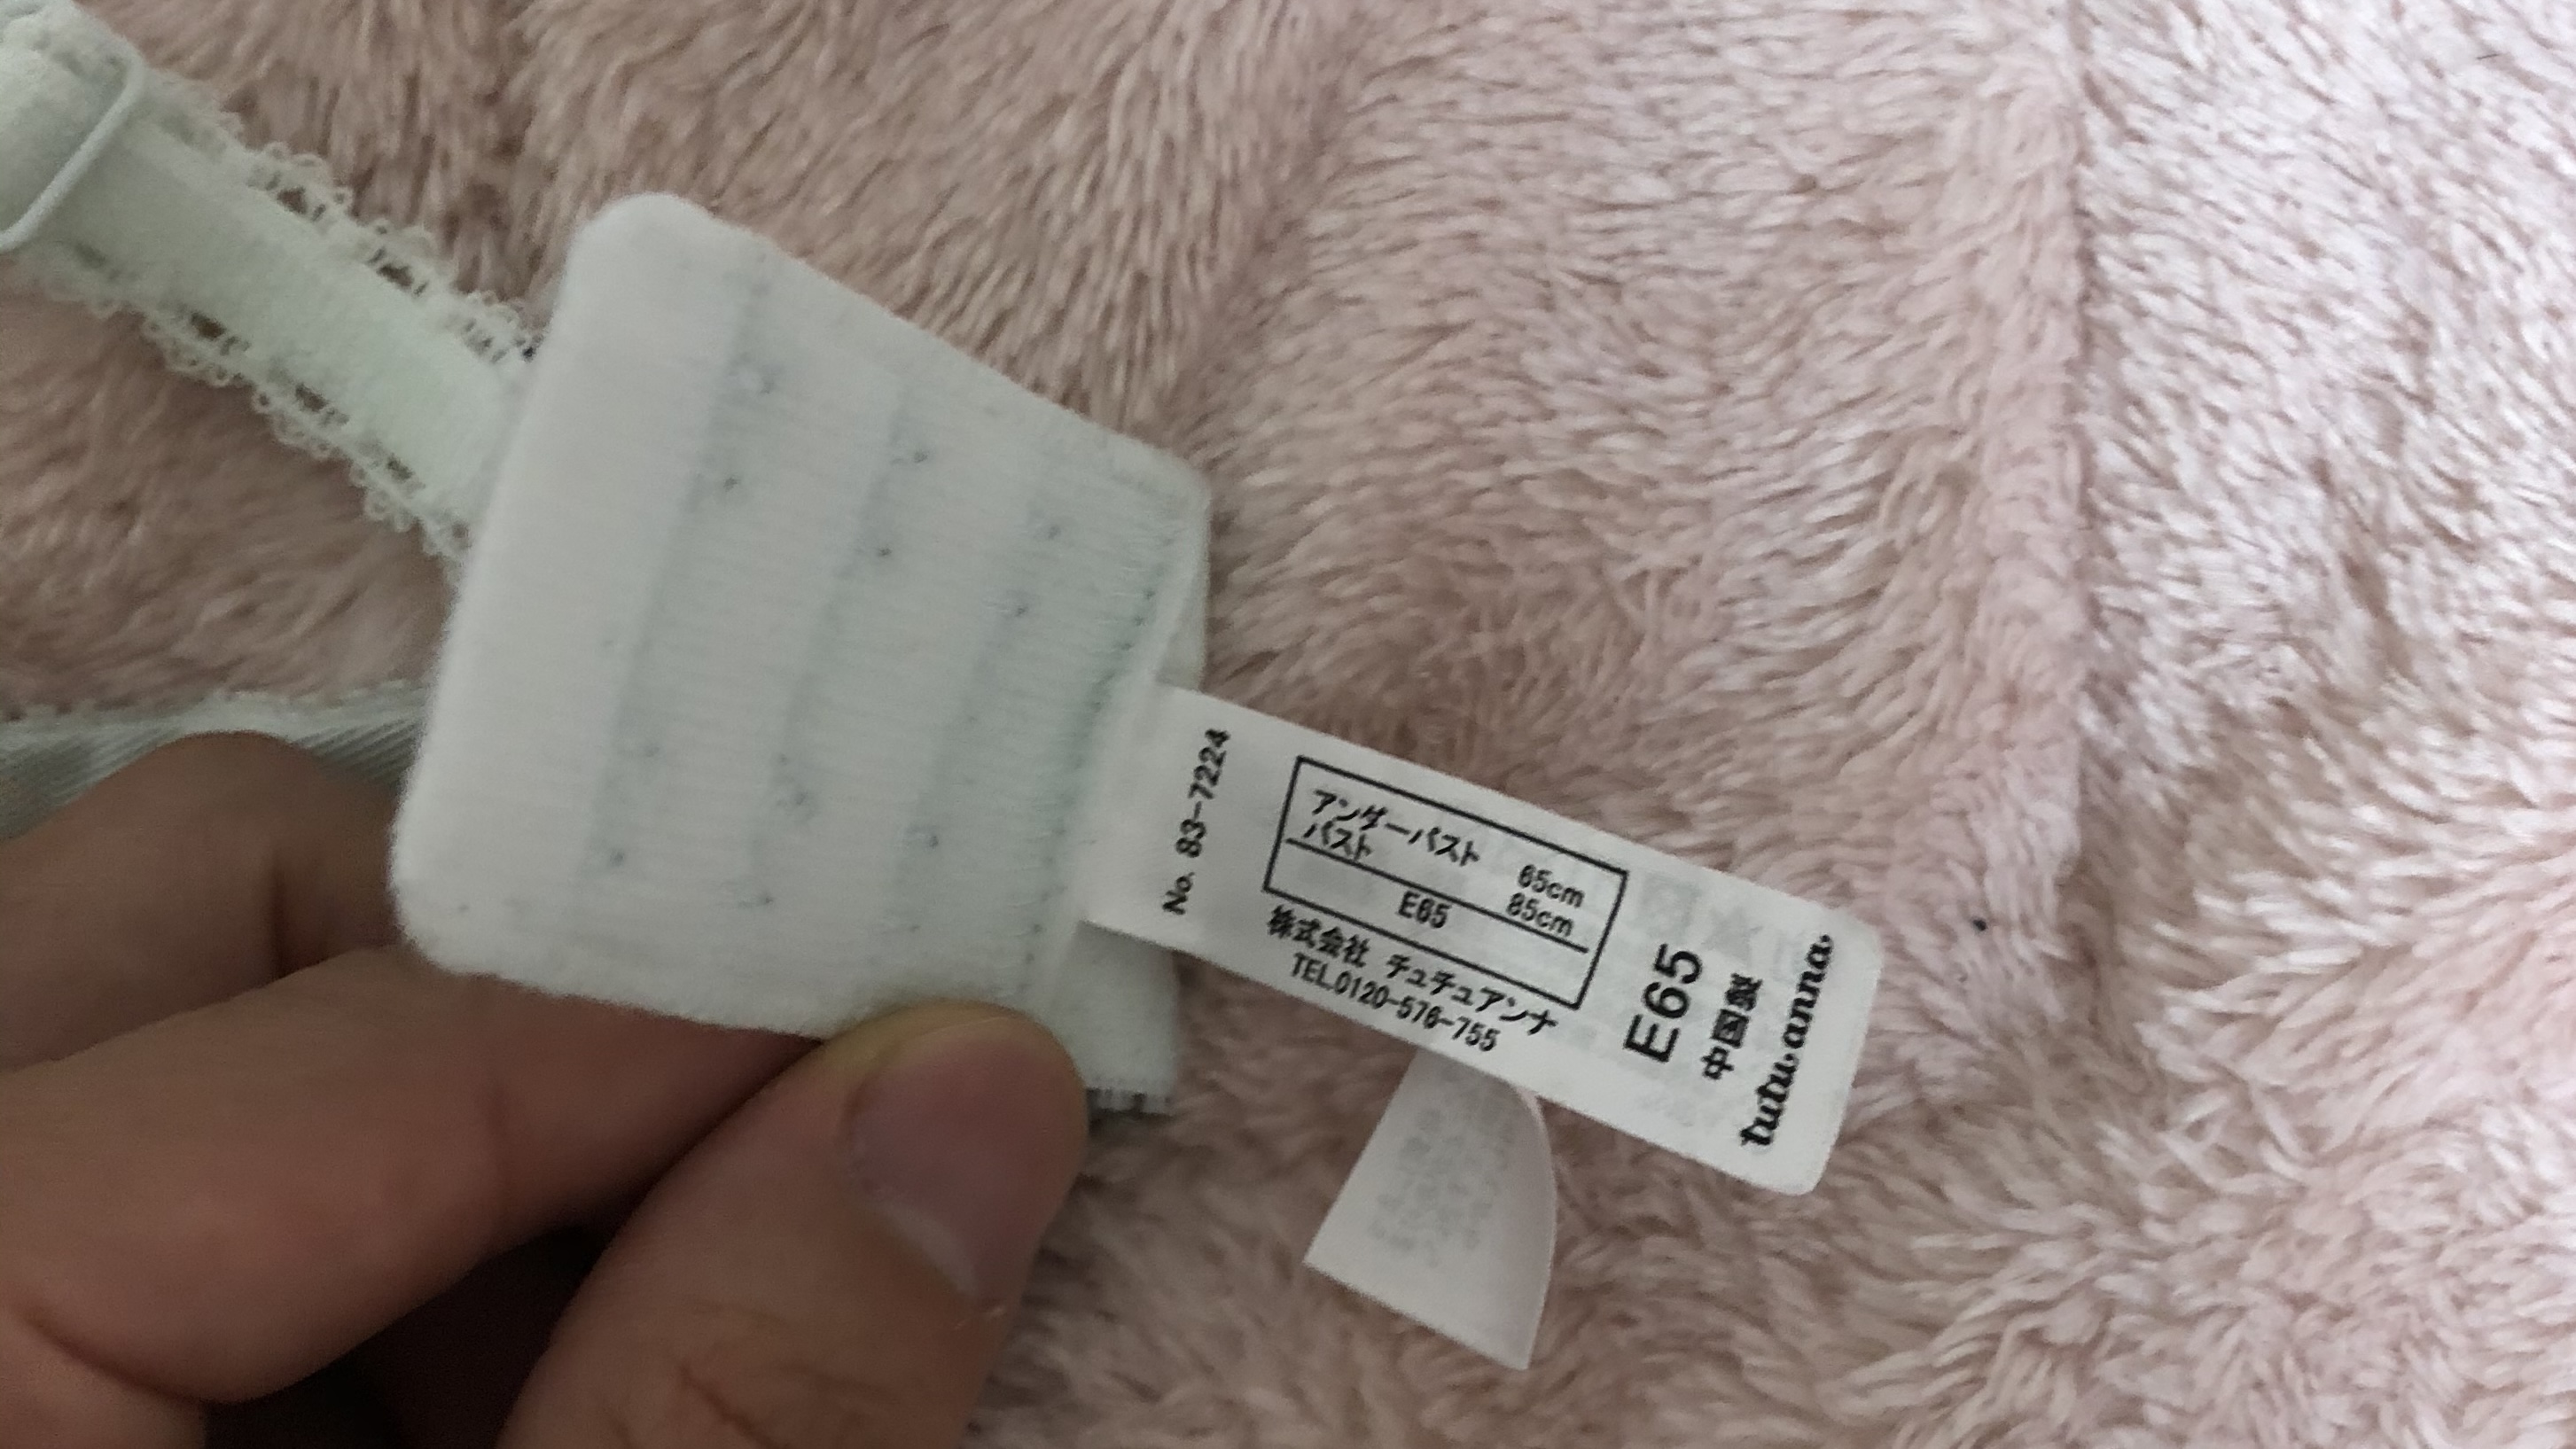 No. 83-7224
アンダーバスト 65cm
バスト 85cm
E65
株式会社 チュチュアンナ
TEL.0120-576-755
E65
中国製
tutuanna